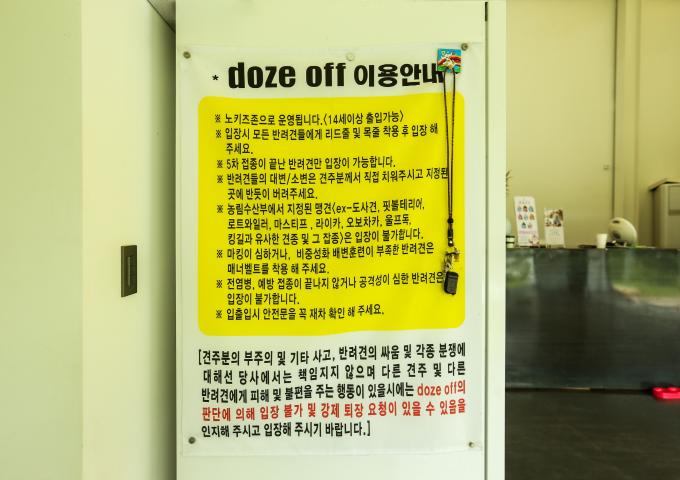 * doze off 이용안내
※ 노키즈존으로 운영됩니다.<14세이상 출입가능>
※ 입장시 모든 반려견들에게 리드줄 및 목줄 착용 후 입장 해
주세요.
※ 5차 접종이 끝난 반려견만 입장이 가능합니다.
※ 반려견들의 대변/소변은 견주분께서 직접 치워주시고 지정된
곳에 반듯이 버려주세요.
※ 농림수산부에서 지정된 맹견<ex-도사견, 핏볼테리어,
로트와일러, 마스티프 , 라이카, 오브차카, 울프독,
킹길과 유사한 견종 및 그 잡종>은 입장이 불가합니다.
※ 마킹이 심하거나, 비중성화 배변훈련이 부족한 반려견은
매너벨트를 착용 해 주세요.
※ 전염병, 예방 접종이 끝나지 않거나 공격성이 심한 반려견은
입장이 불가합니다.
※ 입출입시 안전문을 꼭 재차 확인 해 주세요.
[견주분의 부주의 및 기타 사고, 반려견의 싸움 및 각종 분쟁에
대해선 당사에서는 책임지지 않으며 다른 견주 및 다른
반려견에게 피해 및 불편을 주는 행동이 있을시에는 doze off의
판단에 의해 입장 불가 및 강제 퇴장 요청이 있을 수 있음을
인지해 주시고 입장해 주시기 바랍니다.]